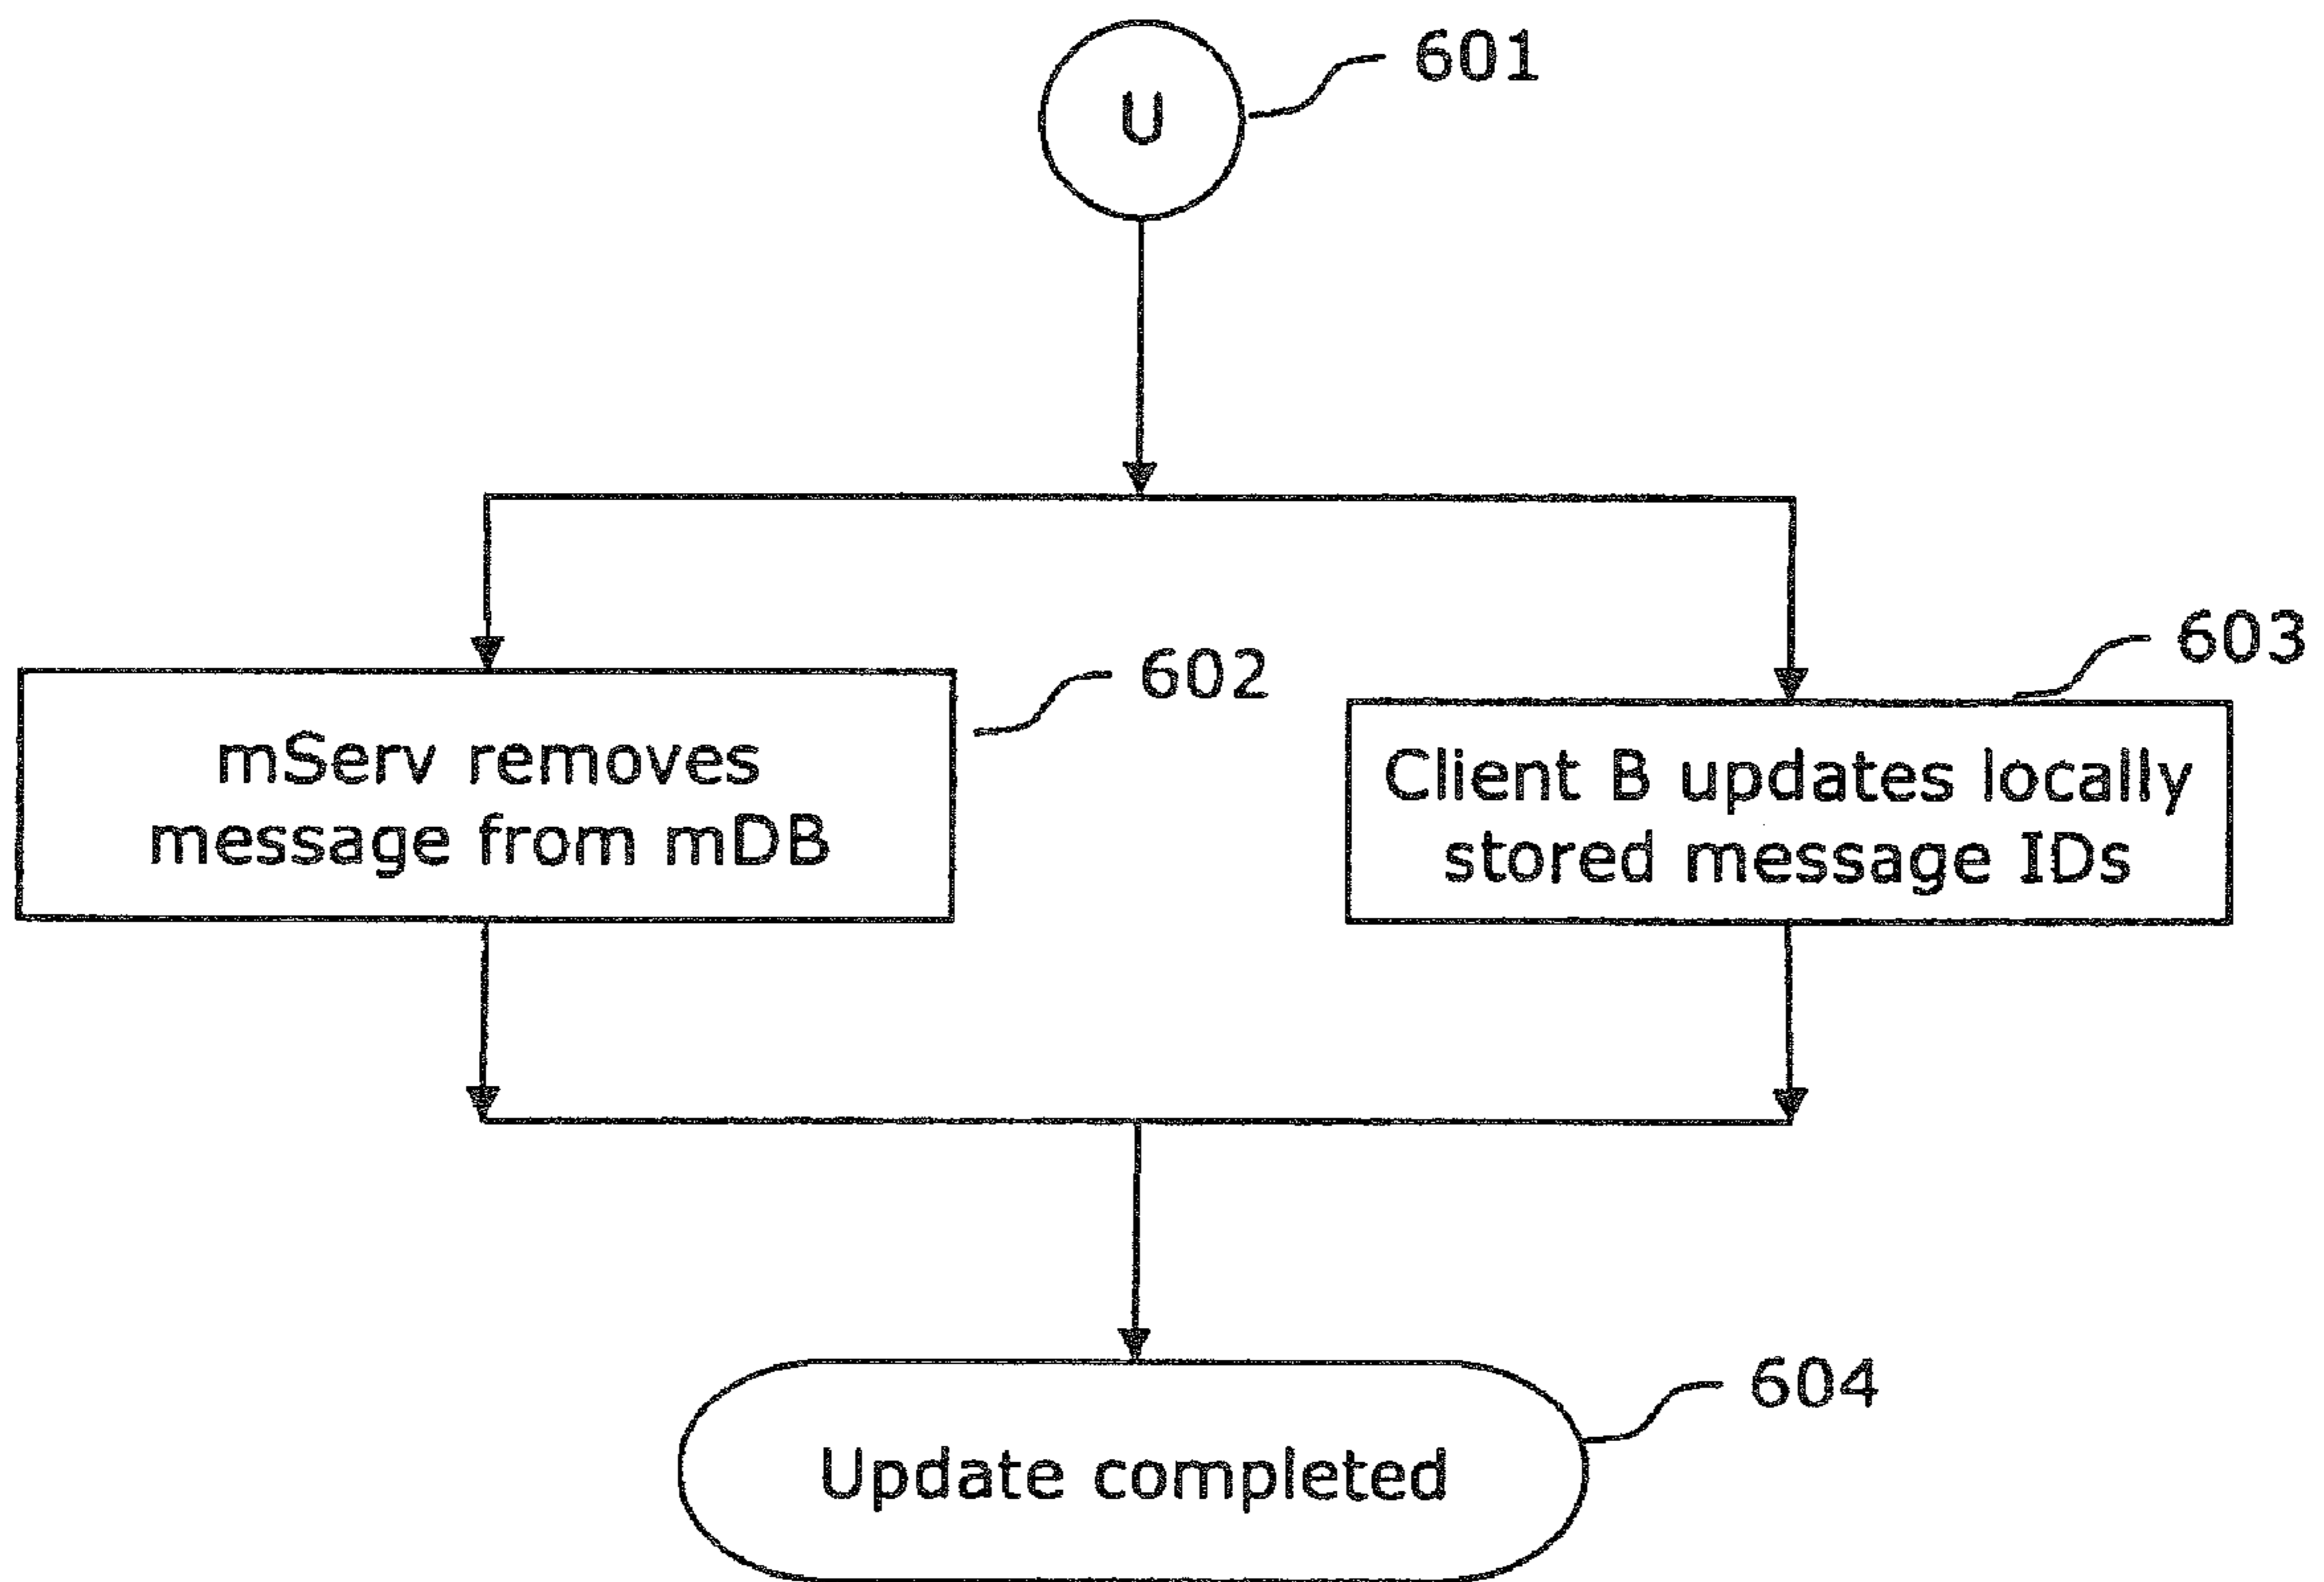 U
601
602
603
mServ removes
message from mDB
Client B updates locally
stored message IDs
604
Update completed